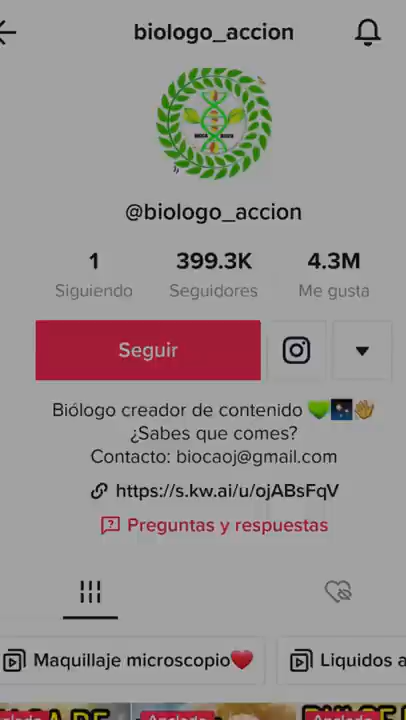 biologo_accion
@biologo_accion
1 399.3K 4.3M
Siguiendo Seguidores Me gusta
Seguir
Biólogo creador de contenido 💚🌃👋
¿Sabes que comes?
Contacto: biocaoj@gmail.com
https://s.kw.ai/u/ojABsFqV
Preguntas y respuestas
Maquillaje microscopio❤️ Liquidos a